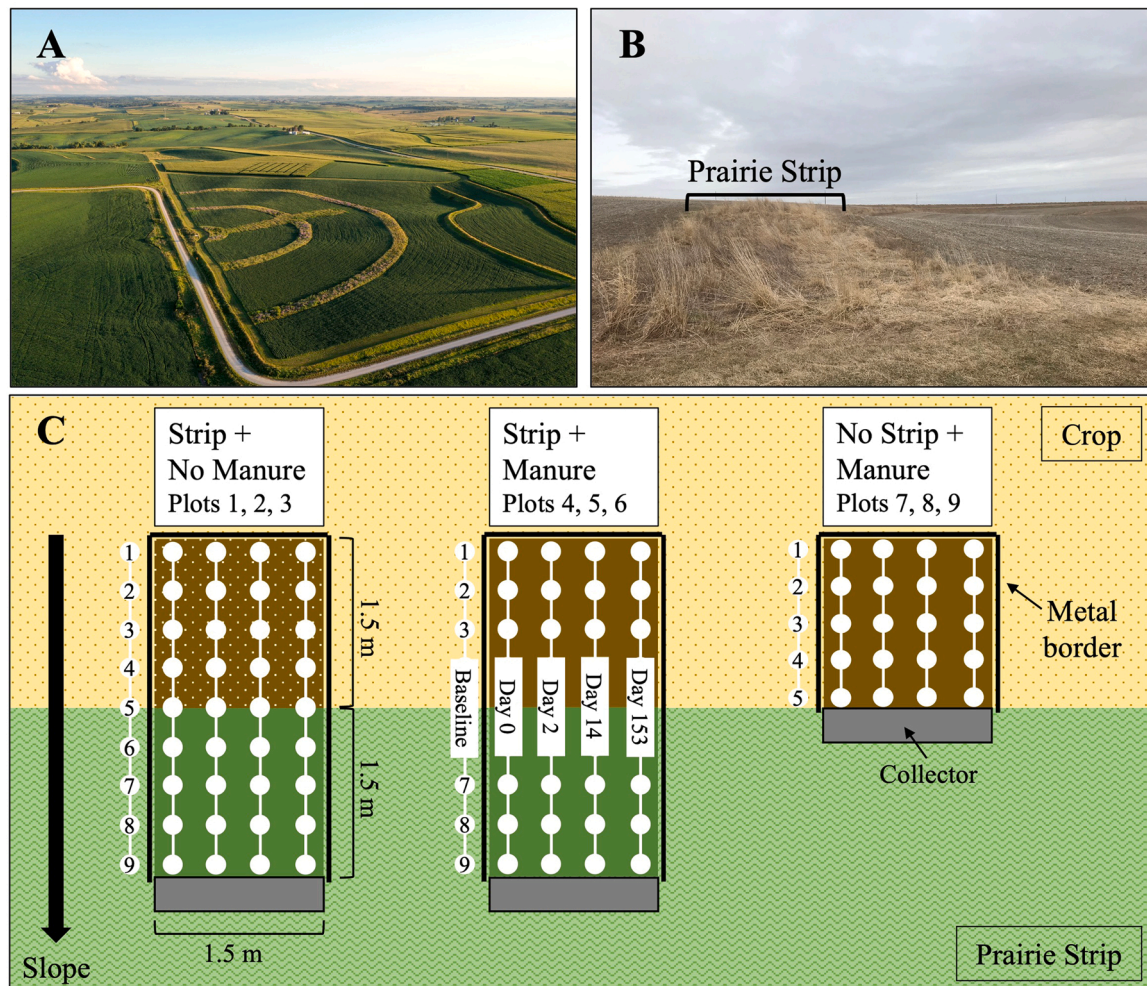 A
B
Prairie Strip
C
Strip +
No Manure
Plots 1, 2, 3
Strip +
Manure
Plots 4, 5, 6
No Strip +
Manure
Plots 7, 8, 9
Crop
1
2
3
4
5
6
7
8
9
1.5 m
1.5 m
1.5 m
Slope
1
2
3
Baseline
Day 0
Day 2
Day 14
Day 153
7
8
9
1
2
3
4
5
Metal
border
Collector
Prairie Strip